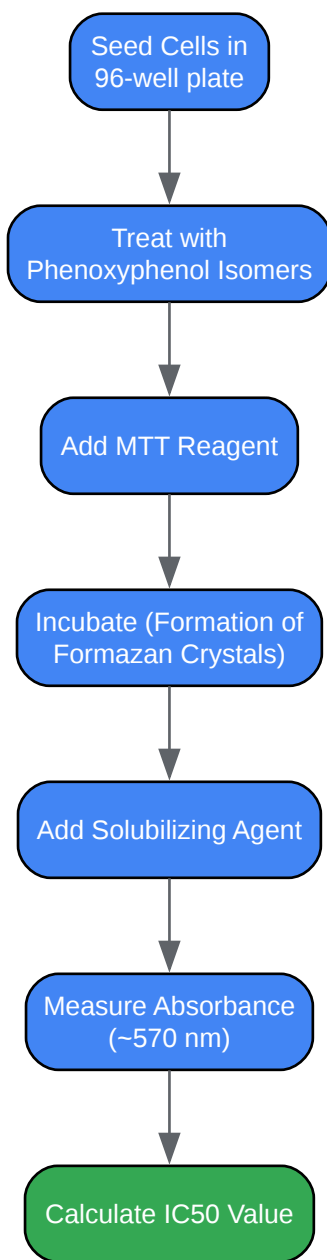 Seed Cells in
96-well plate
Treat with
Phenoxyphenol Isomers
Add MTT Reagent
Incubate (Formation of
Formazan Crystals)
Add Solubilizing Agent
Measure Absorbance
(~570 nm)
Calculate IC50 Value